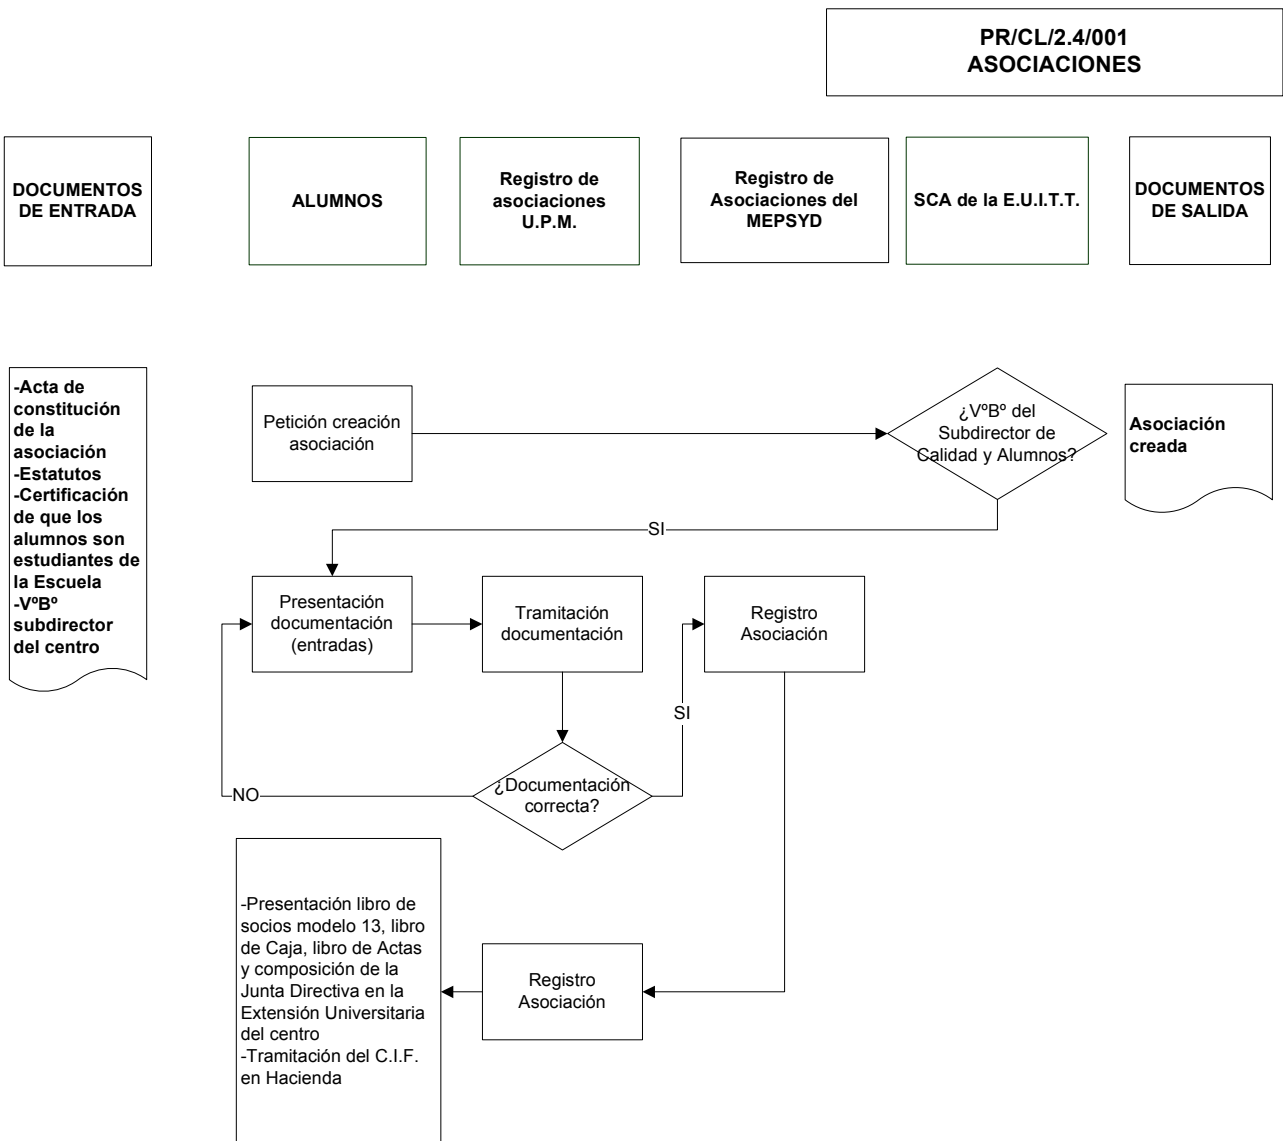 PR/CL/2.4/001
ASOCIACIONES
DOCUMENTOS
DE ENTRADA
ALUMNOS
Registro de
asociaciones
U.P.M.
Registro de
Asociaciones del
MEPSYD
SCA de la E.U.I.T.T.
DOCUMENTOS
DE SALIDA
-Acta de
constitución
de la
asociación
-Estatutos
-Certificación
de que los
alumnos son
estudiantes de
la Escuela
-VºBº
subdirector
del centro
Petición creación
asociación
¿VºBº del
Subdirector de
Calidad y Alumnos?
Asociación
creada
SI
Presentación
documentación
(entradas)
Tramitación
documentación
Registro
Asociación
SI
¿Documentación
correcta?
NO
-Presentación libro de
socios modelo 13, libro
de Caja, libro de Actas
y composición de la
Junta Directiva en la
Extensión Universitaria
del centro
-Tramitación del C.I.F.
en Hacienda
Registro
Asociación